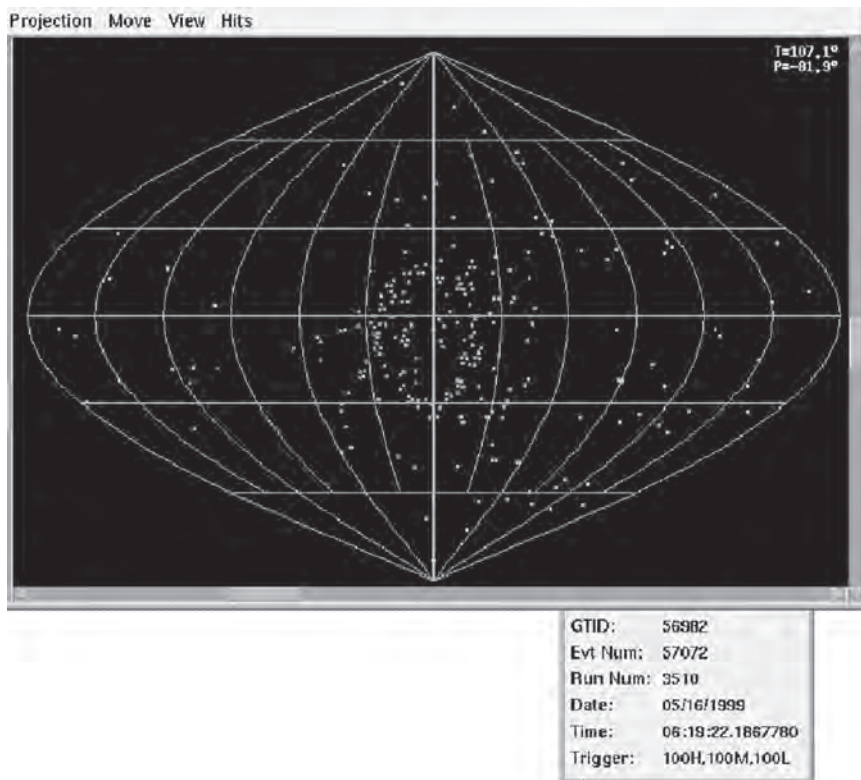 Projection Move View Hits
T=107.1°
P=-81.9°
GTID: 56982
Evt Num: 57072
Run Num: 3510
Date: 05/16/1999
Time: 06:19:22.1867780
Trigger: 100H,100M,100L